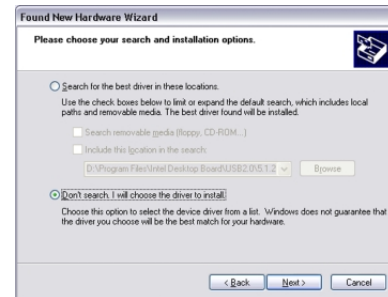 Found New Hardware Wizard
Please choose your search and installation options.
Search for the best driver in these locations.
Use the check boxes below to limit or expand the default search, which includes local
paths and removable media. The best driver found will be installed.
Search removable media (floppy, CD-ROM...)
Include this location in the search:
D:\Program Files\Intel Desktop Board\USB2.0\5.1.2
Browse
Don't search. I will choose the driver to install.
Choose this option to select the device driver from a list. Windows does not guarantee that
the driver you choose will be the best match for your hardware.
< Back Next > Cancel